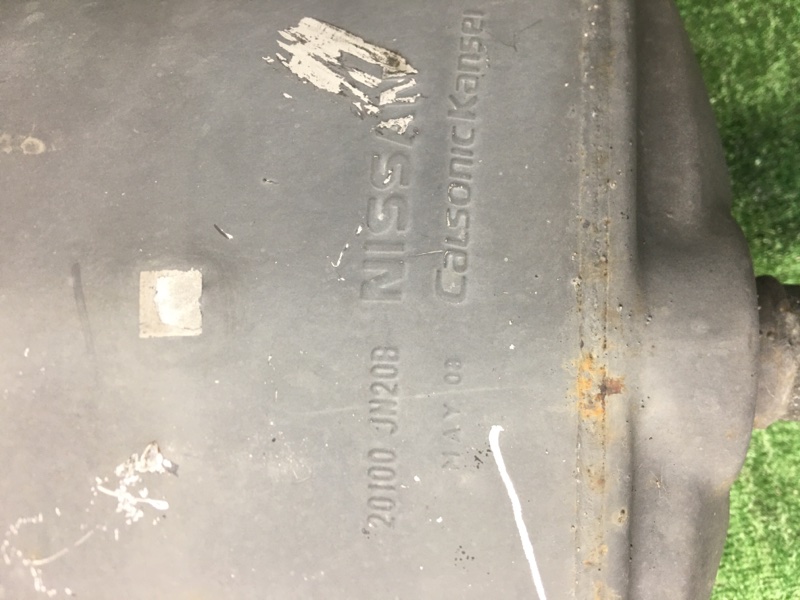 20100 JN20B NISSAN
MAY 08 CalsonicKansei